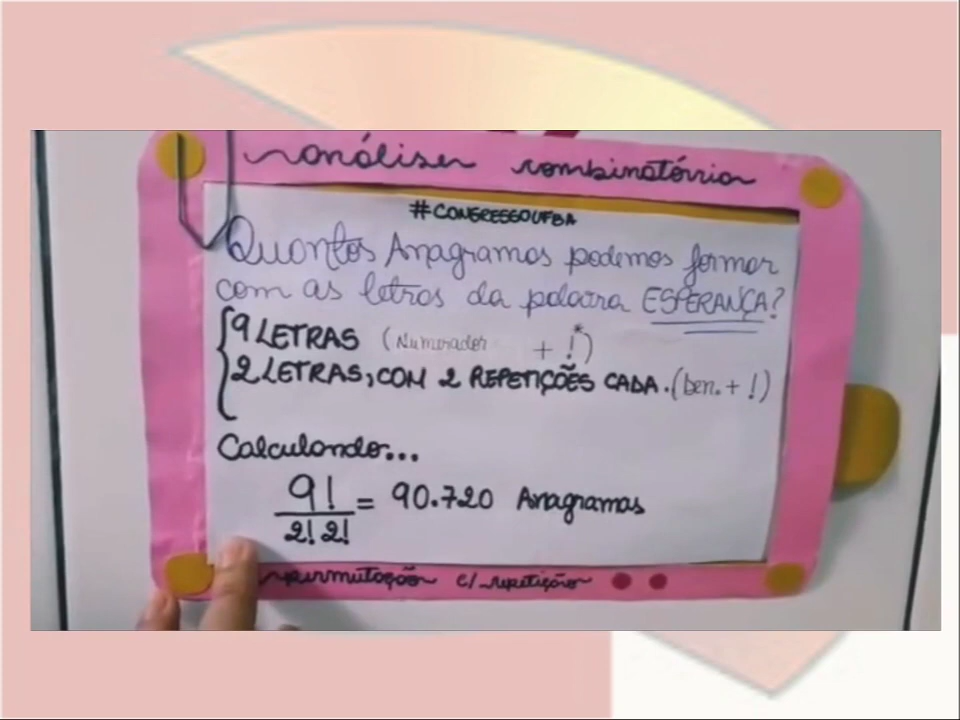 análise combinatória
#CONGRESSOUFBA
Quantos Anagramas podemos formar
com as letras da palavra ESPERANÇA?
9 LETRAS (Numerador + !*)
2 LETRAS, COM 2 REPETIÇÕES CADA. (Den. + !)
Calculando...
9! / 2! 2! = 90.720 Anagramas
permutação c/ repetição